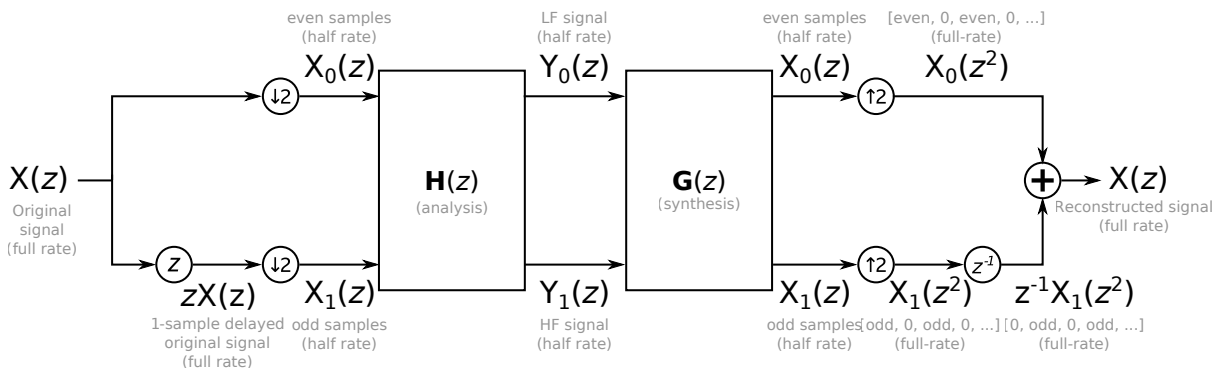 even samples
(half rate)
LF signal
(half rate)
even samples
(half rate)
[even, 0, even, 0, ...]
(full-rate)
X₀(z)
Y₀(z)
X₀(z)
X₀(z²)
↓2
↑2
X(z)
Original
signal
(full rate)
H(z)
(analysis)
G(z)
(synthesis)
+
X(z)
Reconstructed signal
(full rate)
z
↓2
↑2
z⁻¹
zX(z)
X₁(z)
Y₁(z)
X₁(z)
X₁(z²)
z⁻¹X₁(z²)
1-sample delayed
original signal
(full rate)
odd samples
(half rate)
HF signal
(half rate)
odd samples
(half rate)
[odd, 0, odd, 0, ...]
(full-rate)
[0, odd, 0, odd, ...]
(full-rate)